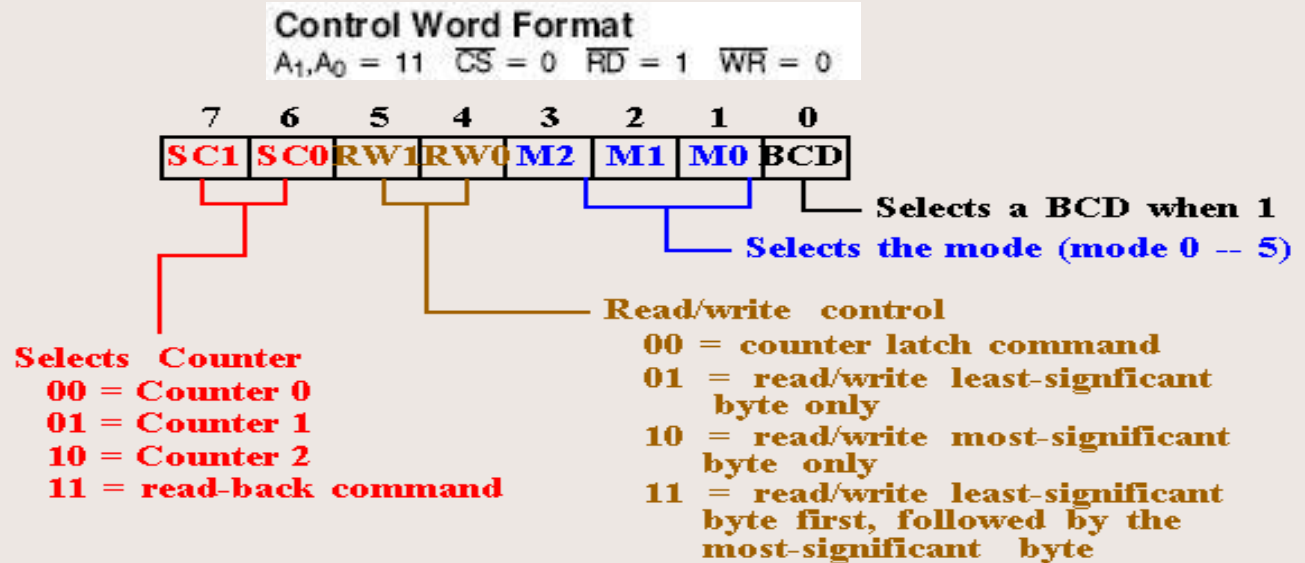 Control Word Format
A₁,A₀ = 11 C̅S̅ = 0 R̅D̅ = 1 W̅R̅ = 0
7 6 5 4 3 2 1 0
SC1 SC0 RW1 RW0 M2 M1 M0 BCD
Selects a BCD when 1
Selects the mode (mode 0 -- 5)
Read/write control
00 = counter latch command
01 = read/write least-signficant
byte only
10 = read/write most-significant
byte only
11 = read/write least-significant
byte first, followed by the
most-significant byte
Selects Counter
00 = Counter 0
01 = Counter 1
10 = Counter 2
11 = read-back command